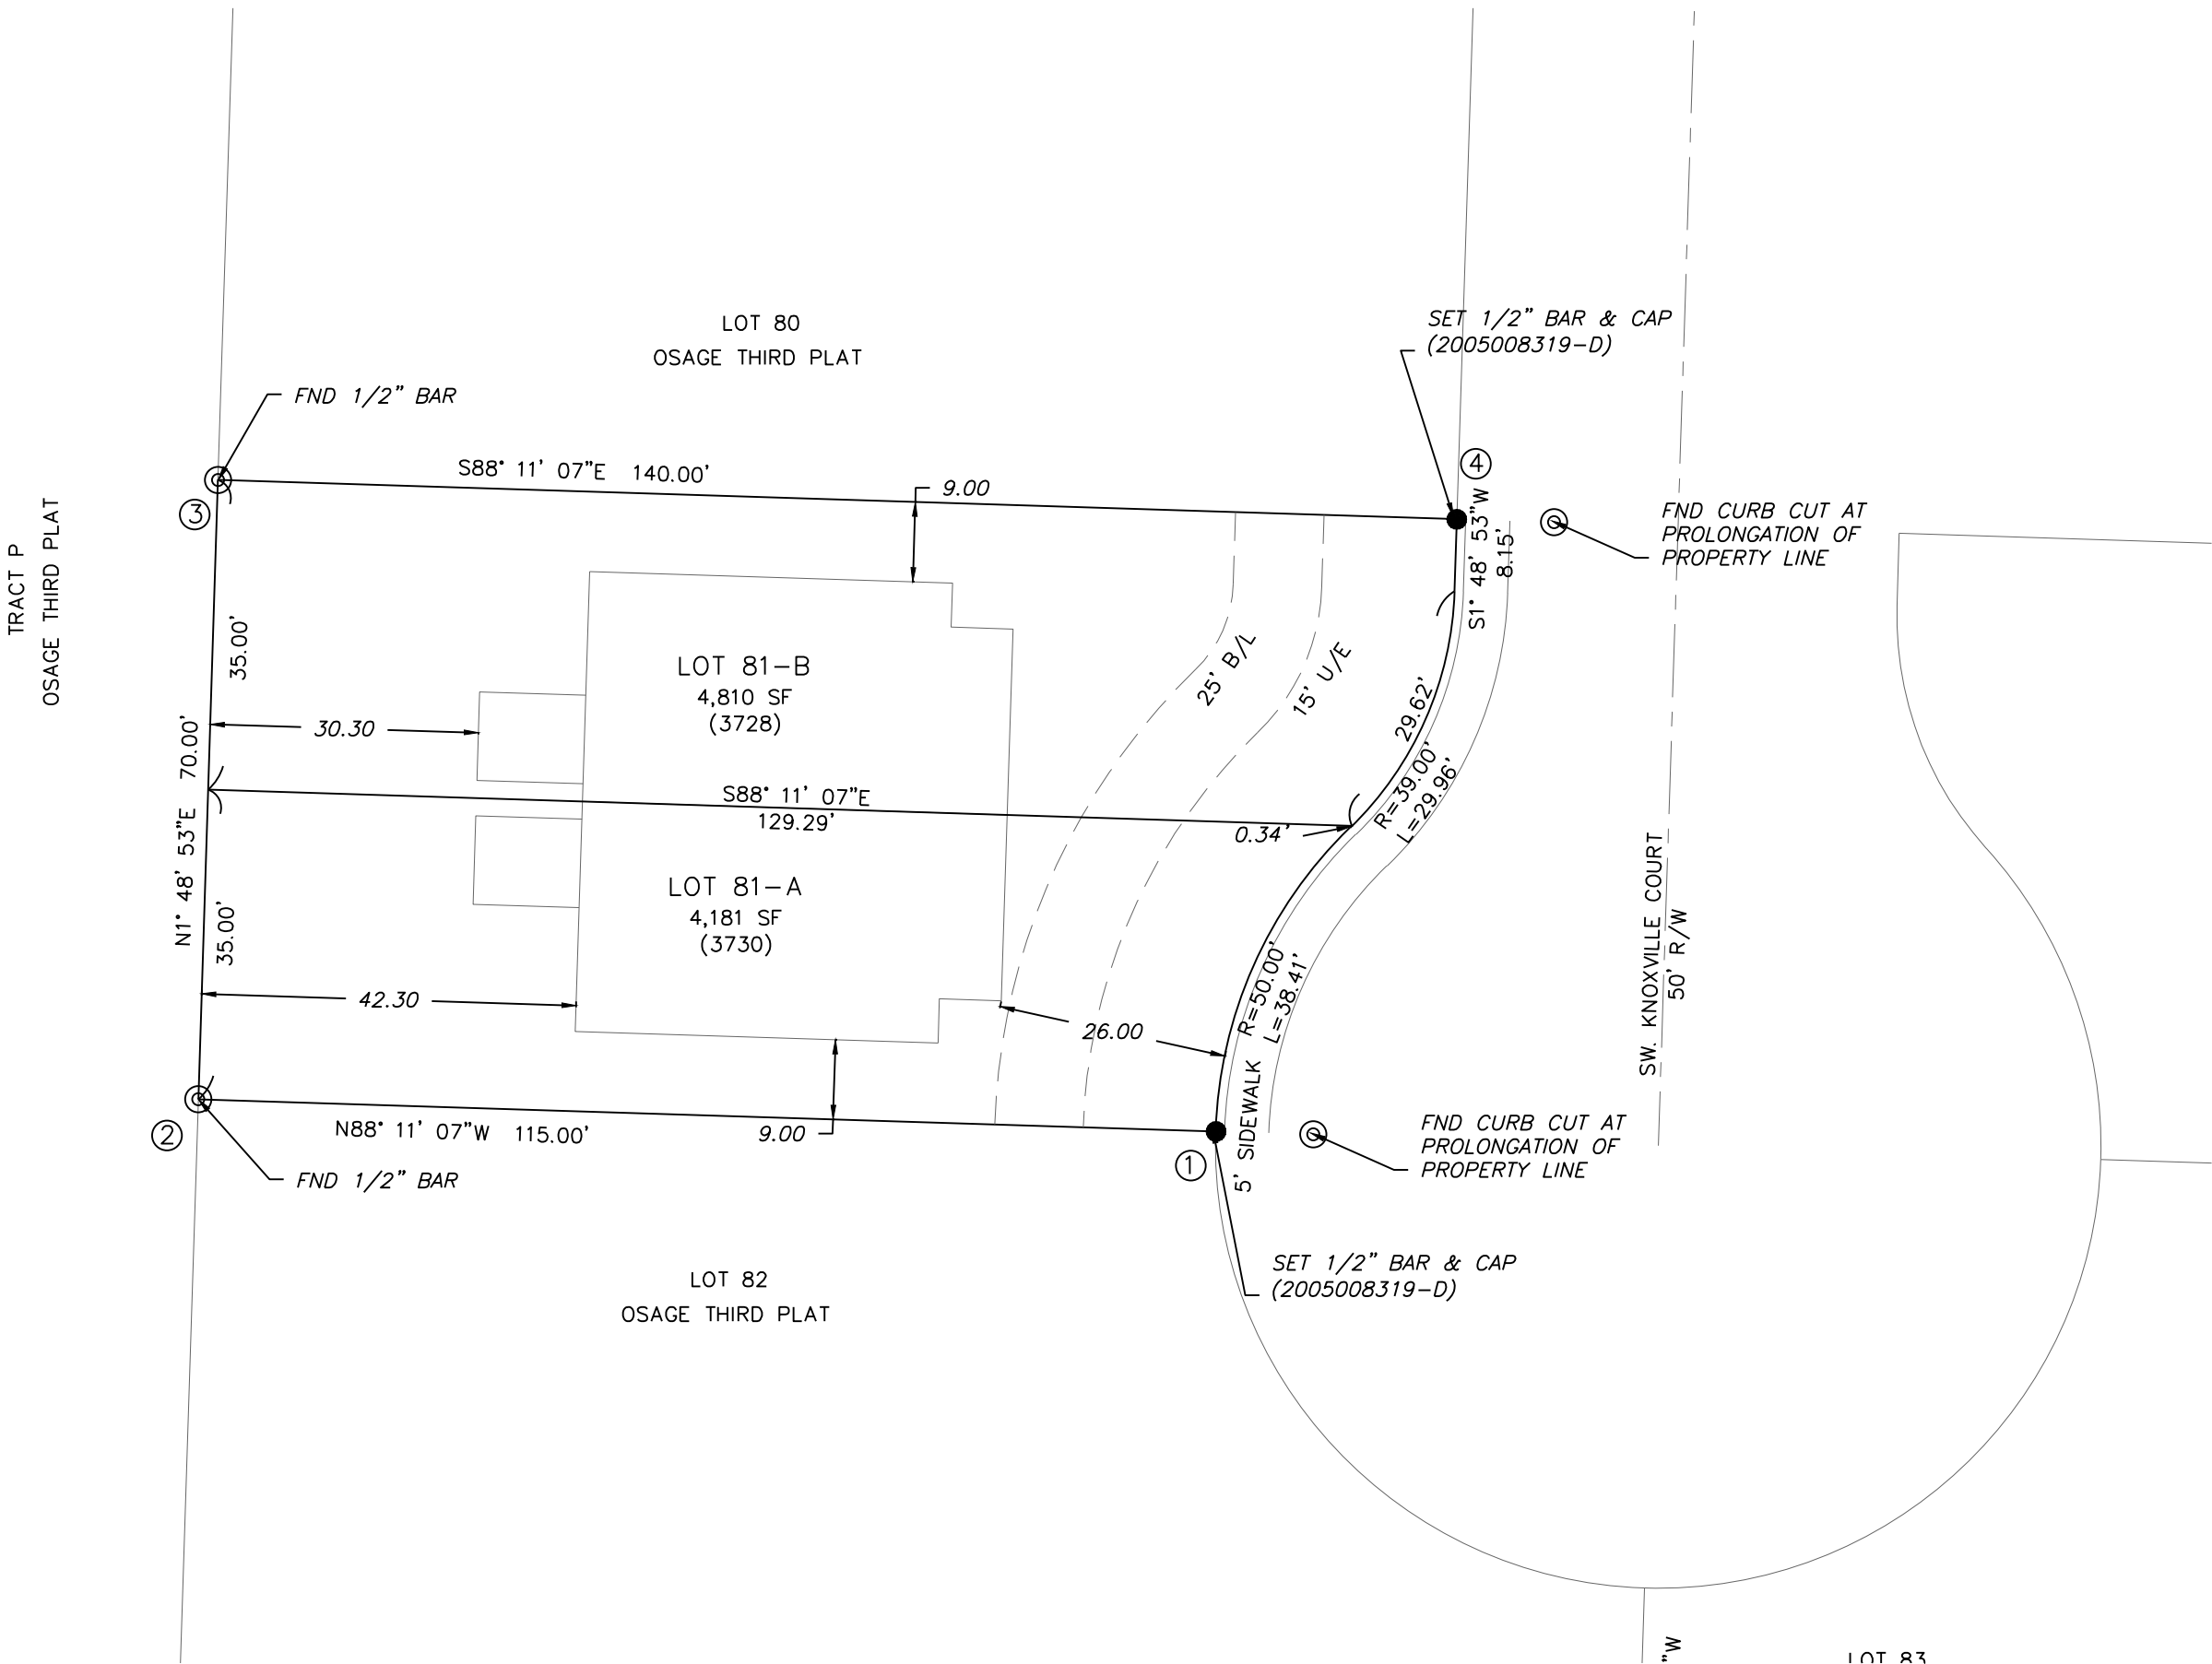 LOT 80
OSAGE THIRD PLAT
SET 1/2" BAR & CAP
(2005008319-D)
FND 1/2" BAR
4
S88° 11' 07"E 140.00'
9.00
3
TRACT P
OSAGE THIRD PLAT
S1° 48' 53"W
8.15'
FND CURB CUT AT
PROLONGATION OF
PROPERTY LINE
35.00'
LOT 81-B
4,810 SF
(3728)
25' B/L
15' U/E
29.62'
30.30
N1° 48' 53"E 70.00'
R=39.00'
L=29.96'
S88° 11' 07"E
129.29'
0.34'
LOT 81-A
4,181 SF
(3730)
35.00'
SW. KNOXVILLE COURT
50' R/W
R=50.00'
L=38.41'
42.30
26.00
5' SIDEWALK
2
N88° 11' 07"W 115.00'
9.00
1
FND CURB CUT AT
PROLONGATION OF
PROPERTY LINE
FND 1/2" BAR
SET 1/2" BAR & CAP
(2005008319-D)
LOT 82
OSAGE THIRD PLAT
"W
LOT 83